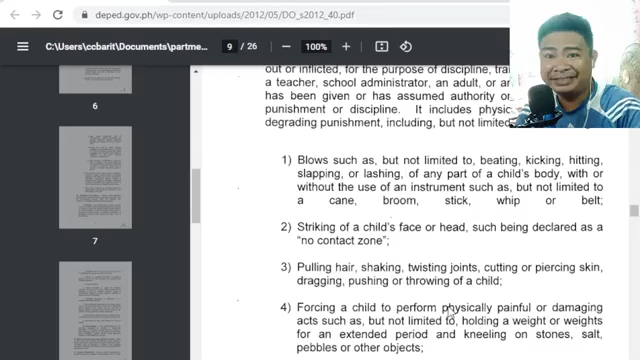 deped.gov.ph/wp-content/uploads/2012/05/DO_s2012_40.pdf
C:\Users\ccbarit\Documents\partme...
9 / 26
100%
6
7
out or inflicted, for the purpose of discipline, tra
a teacher, school administrator, an adult, or a
has been given or has assumed authority or
punishment or discipline. It includes physic
degrading punishment, including, but not limited
1) Blows such as, but not limited to, beating, kicking, hitting,
slapping, or lashing, of any part of a child's body, with or
without the use of an instrument such as, but not limited to
a cane, broom, stick, whip or belt;
2) Striking of a child's face or head, such being declared as a
"no contact zone";
3) Pulling hair, shaking, twisting joints, cutting or piercing skin,
dragging, pushing or throwing of a child;
4) Forcing a child to perform physically painful or damaging
acts such as, but not limited to, holding a weight or weights
for an extended period and kneeling on stones, salt,
pebbles or other objects;